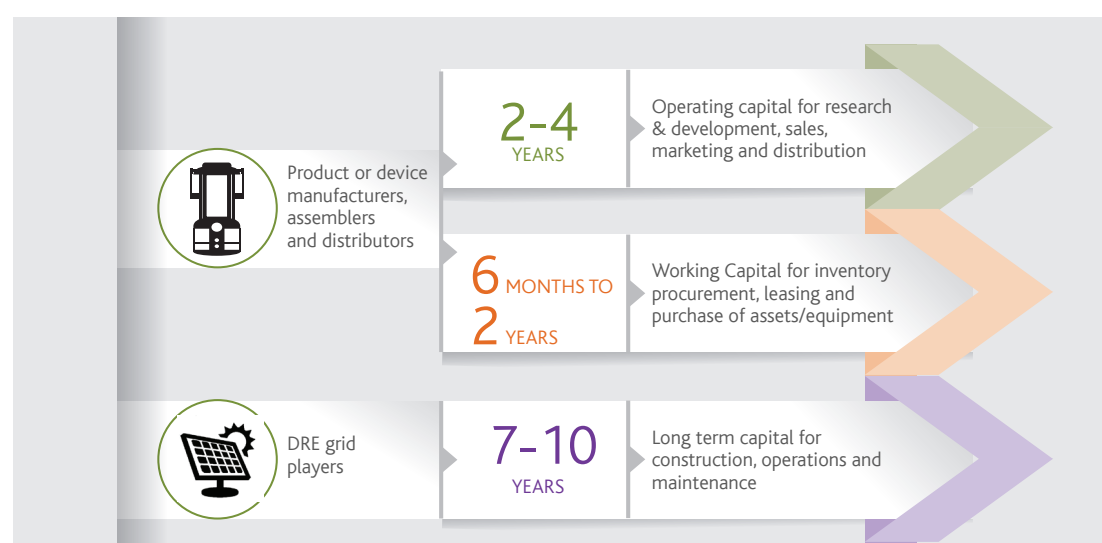 Product or device
manufacturers,
assemblers
and distributors
2-4
YEARS
Operating capital for research
& development, sales,
marketing and distribution
6 MONTHS TO
2 YEARS
Working Capital for inventory
procurement, leasing and
purchase of assets/equipment
DRE grid
players
7-10
YEARS
Long term capital for
construction, operations and
maintenance